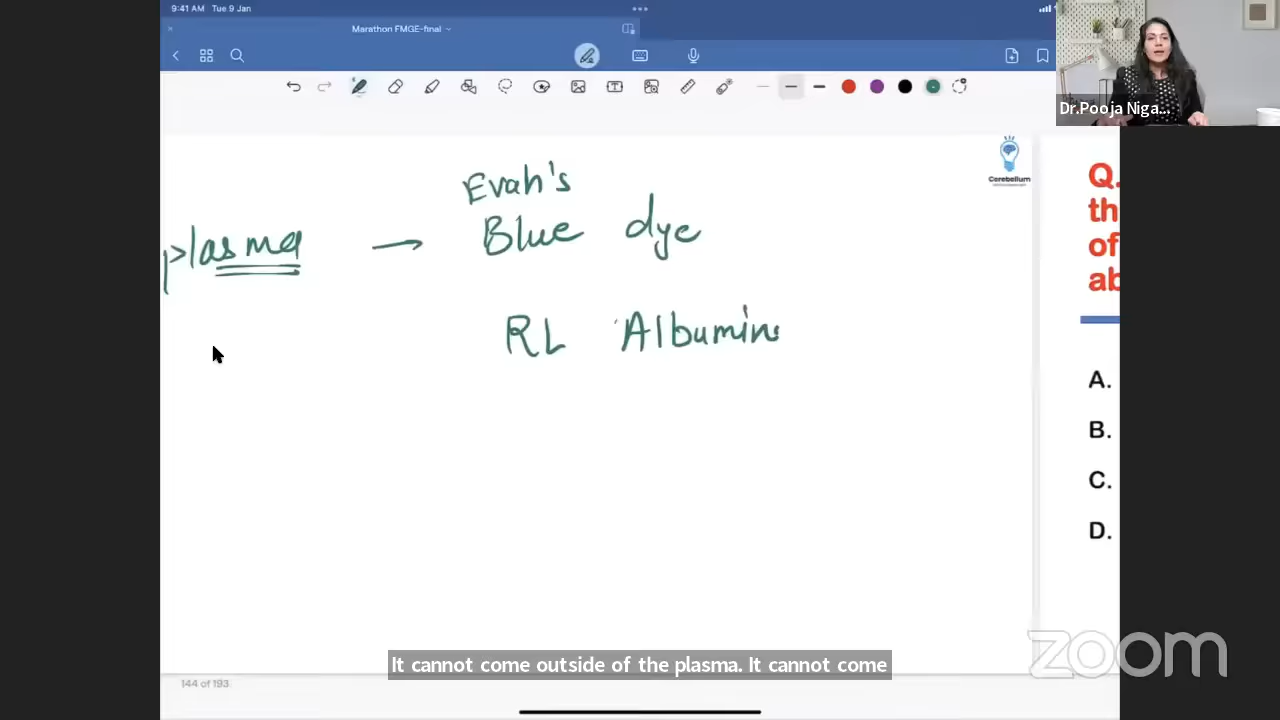 9:41 AM Tue 9 Jan
Marathon FMGE-final
Dr.Pooja Niga...
Cerebellum
Evah's
plasma → Blue dye
RL Albumins
Q.
th
of
ab
A.
B.
C.
D.
It cannot come outside of the plasma. It cannot come
zoom
144 of 193